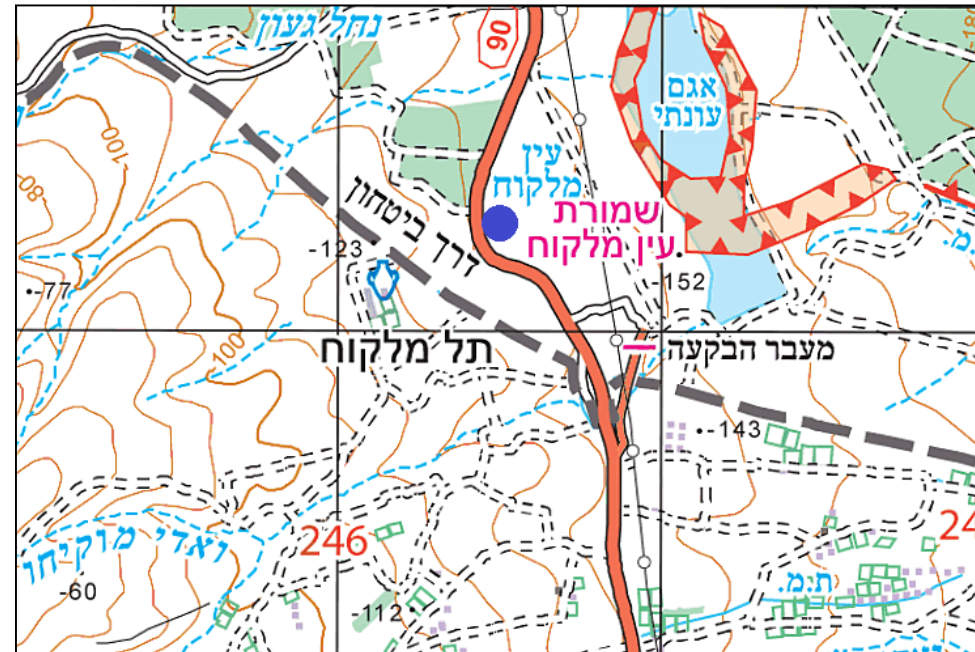 נחל געון
90
אגם
עונתי
100
80
עין
מלקוח
שמורת
עין מלקוח
דרך ביטחון
מ.
-123
-77
-152
תל מלקוח
מעבר הבקעה
100
-143
246
24
ואדי מוקיחו
-60
-112
ת.מ.